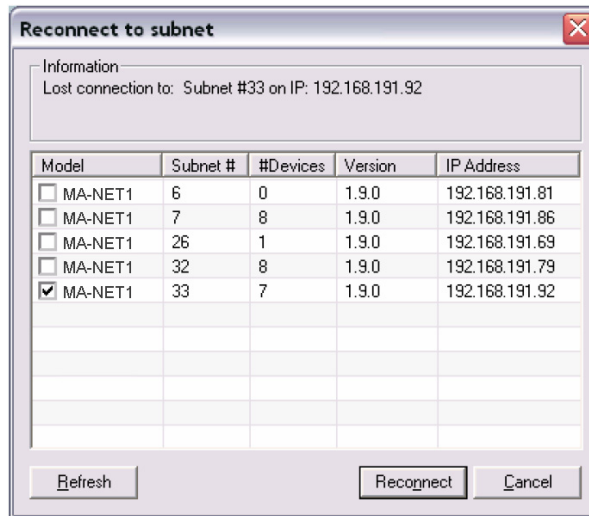 Reconnect to subnet
Information
Lost connection to: Subnet #33 on IP: 192.168.191.92
Model Subnet # #Devices Version IP Address
MA-NET1 6 0 1.9.0 192.168.191.81
MA-NET1 7 8 1.9.0 192.168.191.86
MA-NET1 26 1 1.9.0 192.168.191.69
MA-NET1 32 8 1.9.0 192.168.191.79
MA-NET1 33 7 1.9.0 192.168.191.92
Refresh Reconnect Cancel